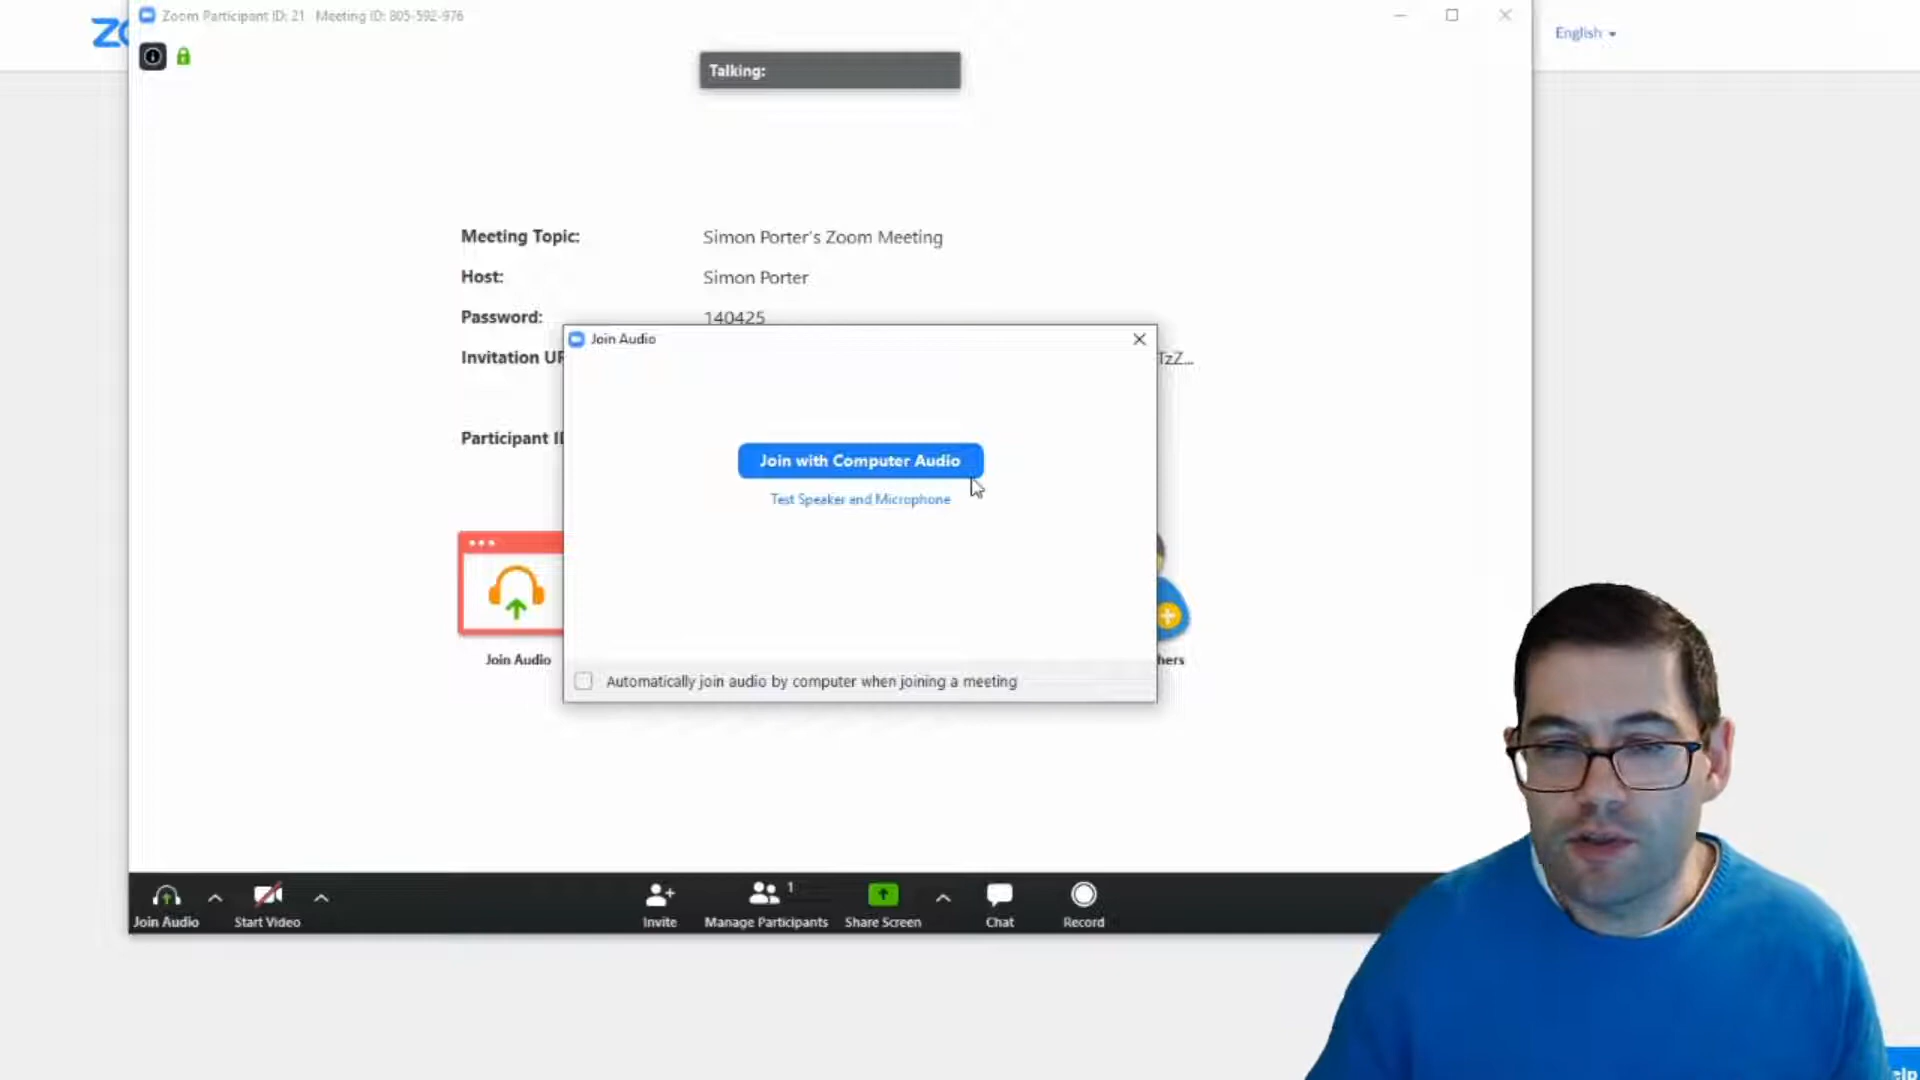 Zoom Participant ID: 21 Meeting ID: 805-592-976
English
Talking:
Meeting Topic: Simon Porter's Zoom Meeting
Host: Simon Porter
Password: 140425
Join Audio
Invitation UR
TzZ...
Participant ID
Join with Computer Audio
Test Speaker and Microphone
Join Audio
hers
Automatically join audio by computer when joining a meeting
1
Join Audio Start Video Invite Manage Participants Share Screen Chat Record
elp